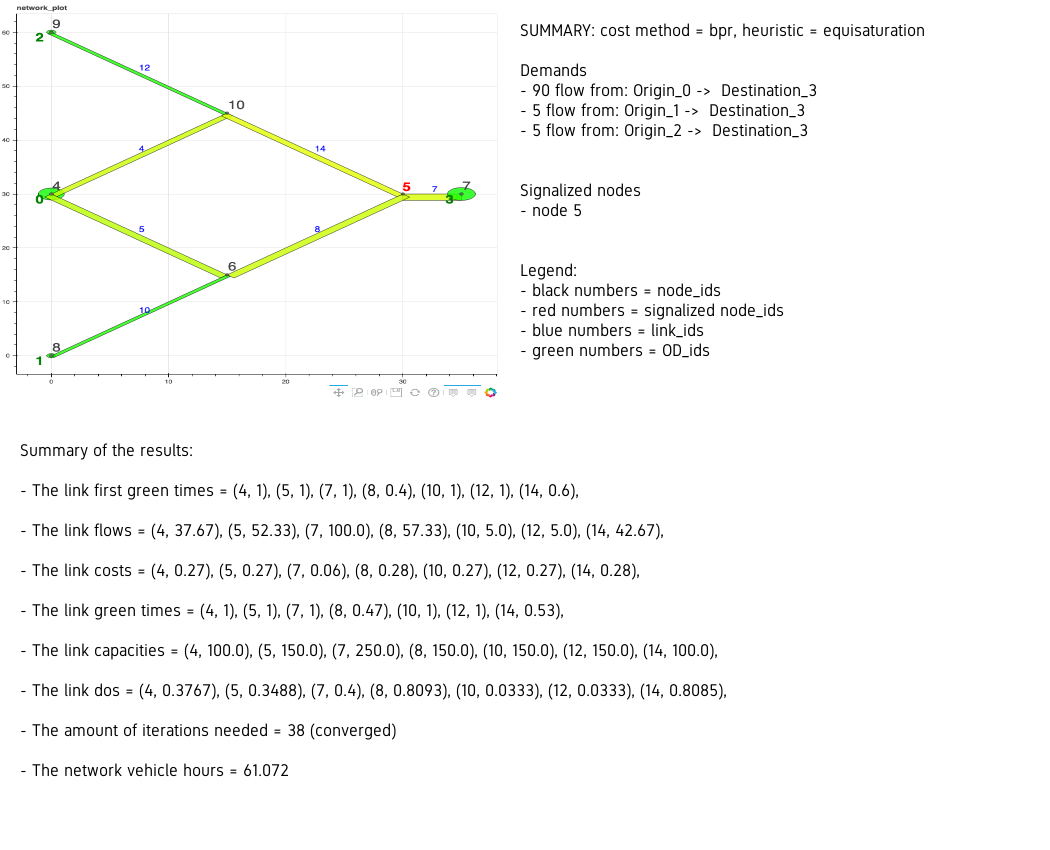 network_plot
60
50
40
30
20
10
0
0
10
20
30
9
2
12
10
4
14
4
0
5
7
7
3
5
8
6
10
8
1
SUMMARY: cost method = bpr, heuristic = equisaturation
Demands
- 90 flow from: Origin_0 -> Destination_3
- 5 flow from: Origin_1 -> Destination_3
- 5 flow from: Origin_2 -> Destination_3
Signalized nodes
- node 5
Legend:
- black numbers = node_ids
- red numbers = signalized node_ids
- blue numbers = link_ids
- green numbers = OD_ids
Summary of the results:
- The link first green times = (4, 1), (5, 1), (7, 1), (8, 0.4), (10, 1), (12, 1), (14, 0.6),
- The link flows = (4, 37.67), (5, 52.33), (7, 100.0), (8, 57.33), (10, 5.0), (12, 5.0), (14, 42.67),
- The link costs = (4, 0.27), (5, 0.27), (7, 0.06), (8, 0.28), (10, 0.27), (12, 0.27), (14, 0.28),
- The link green times = (4, 1), (5, 1), (7, 1), (8, 0.47), (10, 1), (12, 1), (14, 0.53),
- The link capacities = (4, 100.0), (5, 150.0), (7, 250.0), (8, 150.0), (10, 150.0), (12, 150.0), (14, 100.0),
- The link dos = (4, 0.3767), (5, 0.3488), (7, 0.4), (8, 0.8093), (10, 0.0333), (12, 0.0333), (14, 0.8085),
- The amount of iterations needed = 38 (converged)
- The network vehicle hours = 61.072